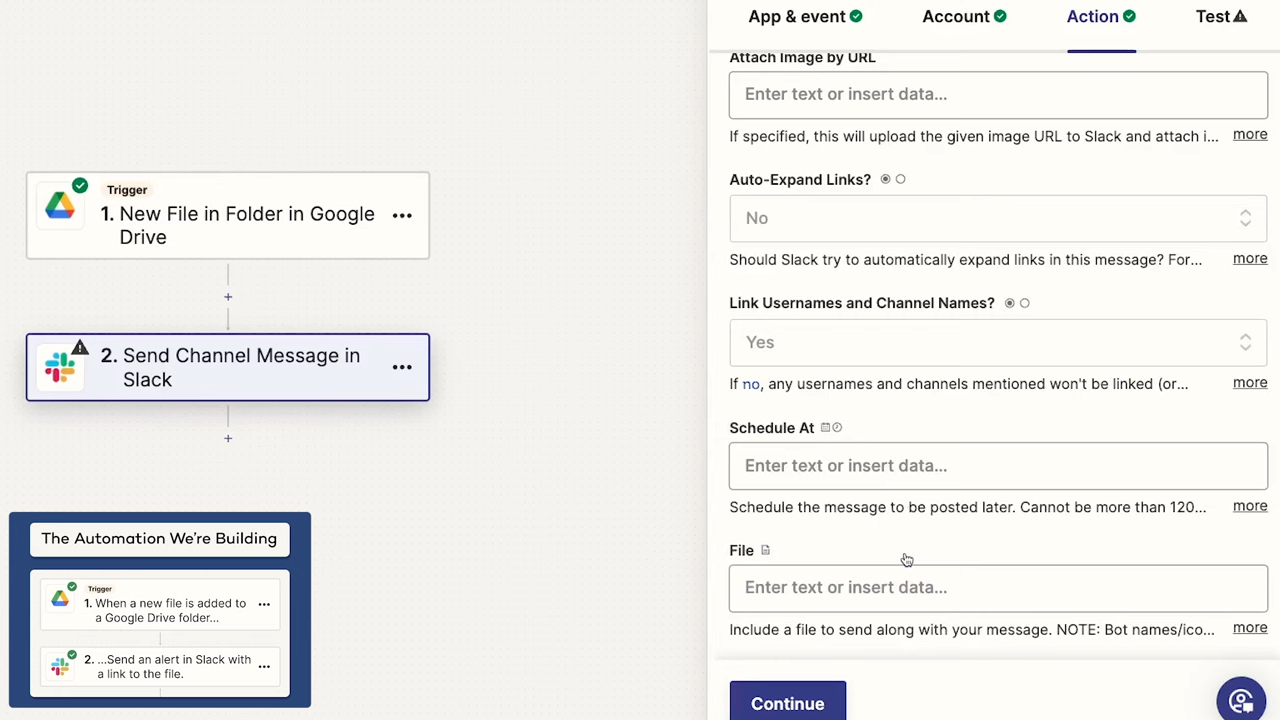 App & event
Account
Action
Test
Attach Image by URL
Enter text or insert data...
If specified, this will upload the given image URL to Slack and attach i...
more
Auto-Expand Links?
No
Should Slack try to automatically expand links in this message? For...
more
Link Usernames and Channel Names?
Yes
If no, any usernames and channels mentioned won't be linked (or...
more
Schedule At
Enter text or insert data...
Schedule the message to be posted later. Cannot be more than 120...
more
File
Enter text or insert data...
Include a file to send along with your message. NOTE: Bot names/ico...
more
Continue
Trigger
1. New File in Folder in Google
Drive
2. Send Channel Message in
Slack
The Automation We're Building
Trigger
1. When a new file is added to
a Google Drive folder...
2. ...Send an alert in Slack with
a link to the file.